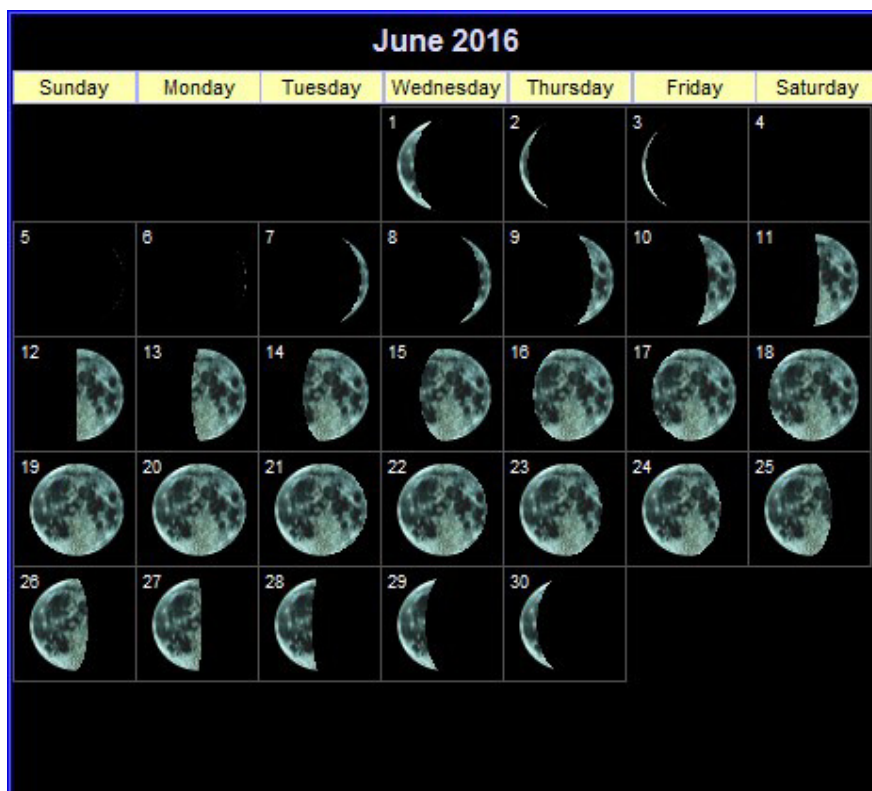 June 2016
Sunday Monday Tuesday Wednesday Thursday Friday Saturday
1 2 3 4
5 6 7 8 9 10 11
12 13 14 15 16 17 18
19 20 21 22 23 24 25
26 27 28 29 30